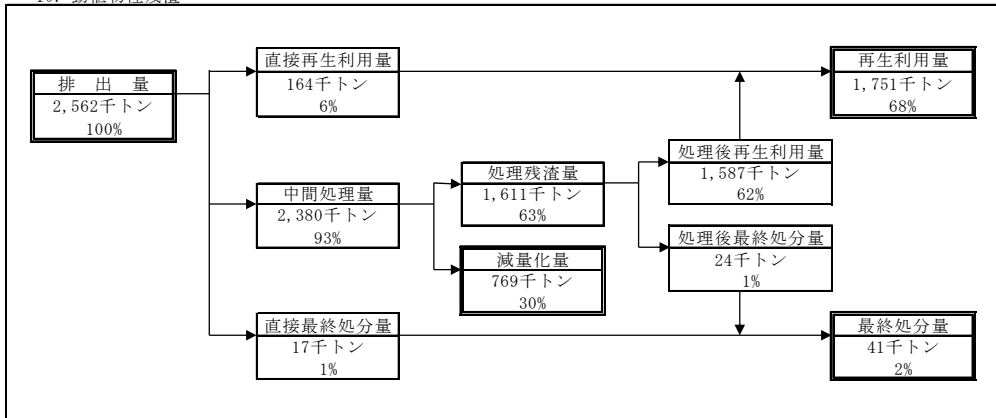 排 出 量
2,562千トン
100%
直接再生利用量
164千トン
6%
中間処理量
2,380千トン
93%
直接最終処分量
17千トン
1%
処理残渣量
1,611千トン
63%
減量化量
769千トン
30%
処理後再生利用量
1,587千トン
62%
処理後最終処分量
24千トン
1%
再生利用量
1,751千トン
68%
最終処分量
41千トン
2%